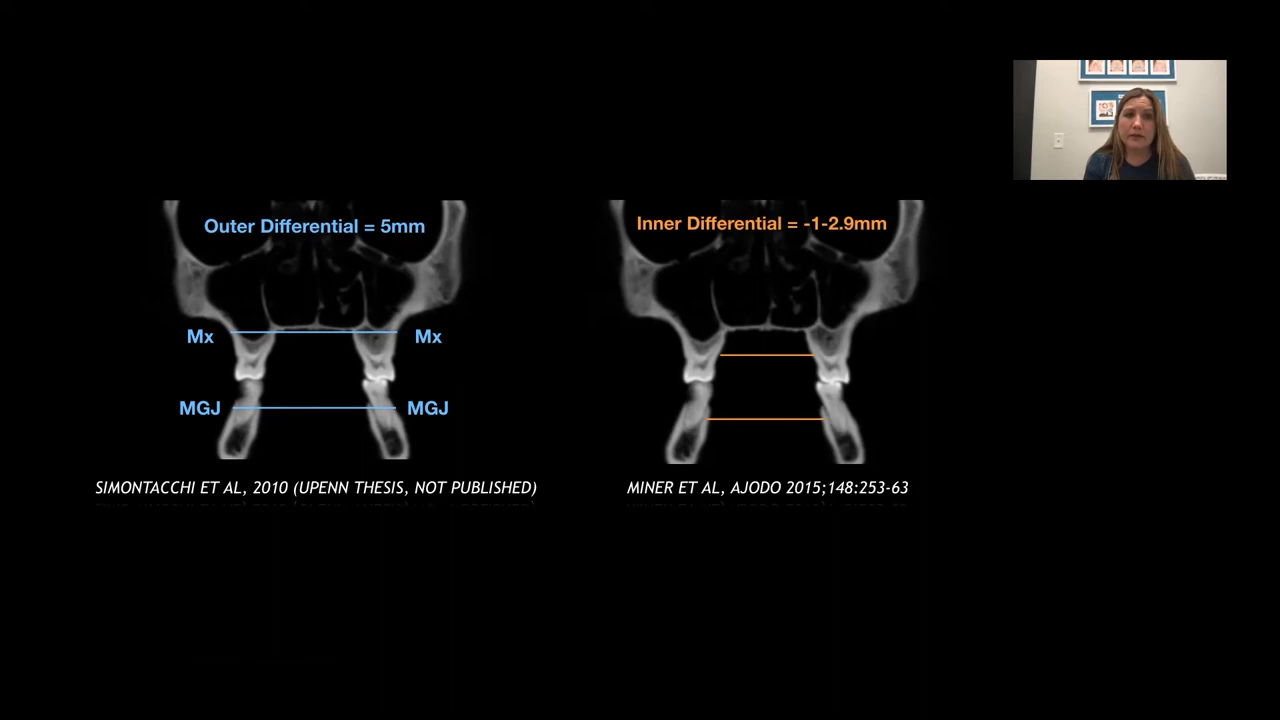 Outer Differential = 5mm
Mx Mx
MGJ MGJ
SIMONTACCHI ET AL, 2010 (UPENN THESIS, NOT PUBLISHED)
Inner Differential = -1-2.9mm
MINER ET AL, AJODO 2015;148:253-63